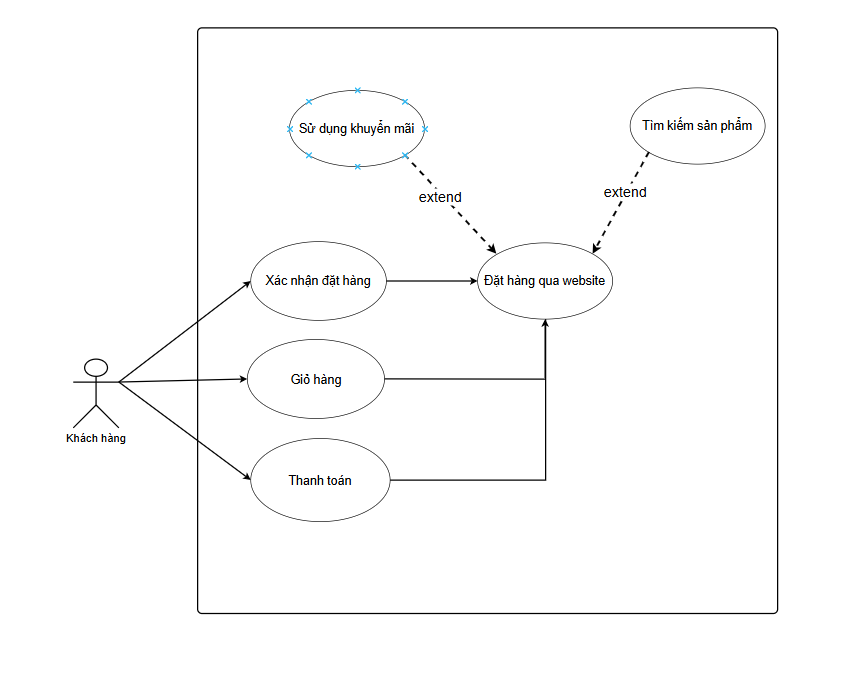 Sử dụng khuyến mãi
Tìm kiếm sản phẩm
extend
extend
Xác nhận đặt hàng
Đặt hàng qua website
Giỏ hàng
Khách hàng
Thanh toán